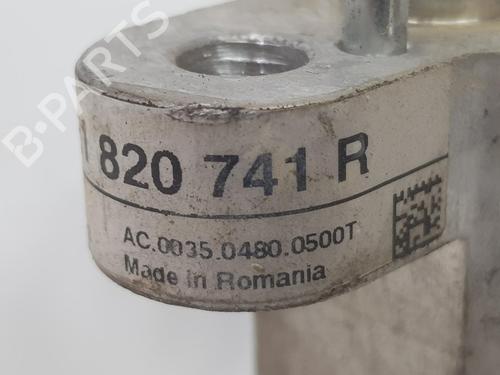 820 741 R
AC.0035.0480.0500T
Made in Romania
B-PARTS